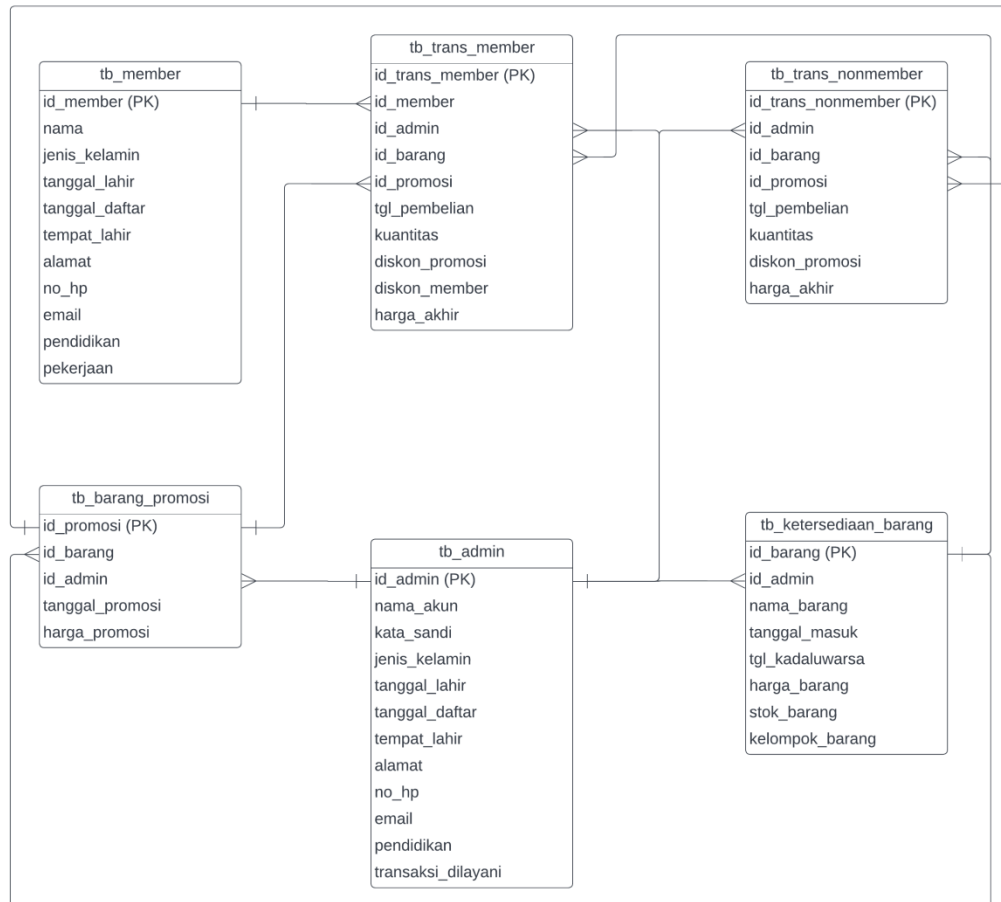 tb_member
id_member (PK)
nama
jenis_kelamin
tanggal_lahir
tanggal_daftar
tempat_lahir
alamat
no_hp
email
pendidikan
pekerjaan
tb_trans_member
id_trans_member (PK)
id_member
id_admin
id_barang
id_promosi
tgl_pembelian
kuantitas
diskon_promosi
diskon_member
harga_akhir
tb_trans_nonmember
id_trans_nonmember (PK)
id_admin
id_barang
id_promosi
tgl_pembelian
kuantitas
diskon_promosi
harga_akhir
tb_barang_promosi
id_promosi (PK)
id_barang
id_admin
tanggal_promosi
harga_promosi
tb_admin
id_admin (PK)
nama_akun
kata_sandi
jenis_kelamin
tanggal_lahir
tanggal_daftar
tempat_lahir
alamat
no_hp
email
pendidikan
transaksi_dilayani
tb_ketersediaan_barang
id_barang (PK)
id_admin
nama_barang
tanggal_masuk
tgl_kadaluwarsa
harga_barang
stok_barang
kelompok_barang